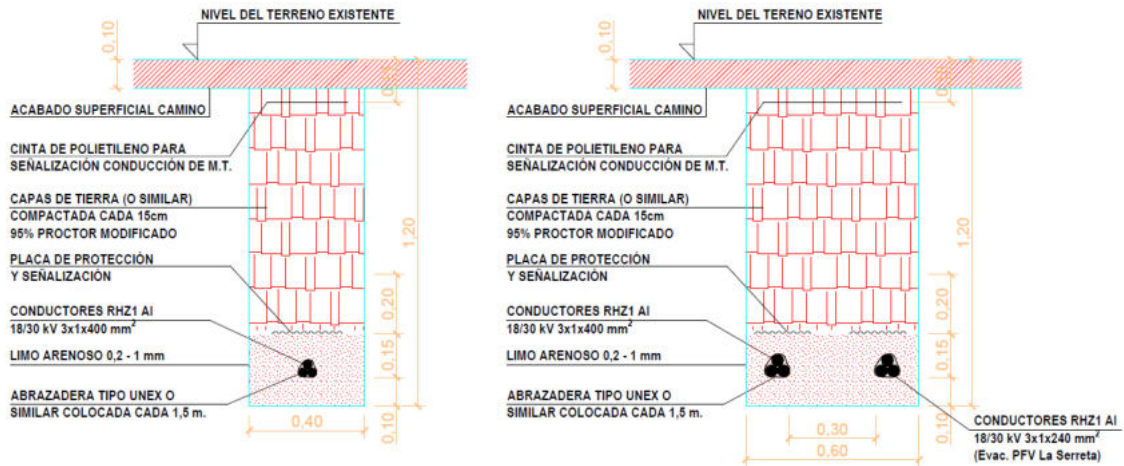 NIVEL DEL TERRENO EXISTENTE
0,10
ACABADO SUPERFICIAL CAMINO
CINTA DE POLIETILENO PARA
SEÑALIZACIÓN CONDUCCIÓN DE M.T.
CAPAS DE TIERRA (O SIMILAR)
COMPACTADA CADA 15cm
95% PROCTOR MODIFICADO
PLACA DE PROTECCIÓN
Y SEÑALIZACIÓN
CONDUCTORES RHZ1 Al
18/30 kV 3x1x400 mm²
LIMO ARENOSO 0,2 - 1 mm
ABRAZADERA TIPO UNEX O
SIMILAR COLOCADA CADA 1,5 m.
1,20
0,20
0,15
0,10
0,40
NIVEL DEL TERENO EXISTENTE
0,10
ACABADO SUPERFICIAL CAMINO
CINTA DE POLIETILENO PARA
SEÑALIZACIÓN CONDUCCIÓN DE M.T.
CAPAS DE TIERRA (O SIMILAR)
COMPACTADA CADA 15cm
95% PROCTOR MODIFICADO
PLACA DE PROTECCIÓN
Y SEÑALIZACIÓN
CONDUCTORES RHZ1 Al
18/30 kV 3x1x400 mm²
LIMO ARENOSO 0,2 - 1 mm
ABRAZADERA TIPO UNEX O
SIMILAR COLOCADA CADA 1,5 m.
1,20
0,20
0,15
0,10
0,30
0,60
CONDUCTORES RHZ1 Al
18/30 kV 3x1x240 mm²
(Evac. PFV La Serreta)